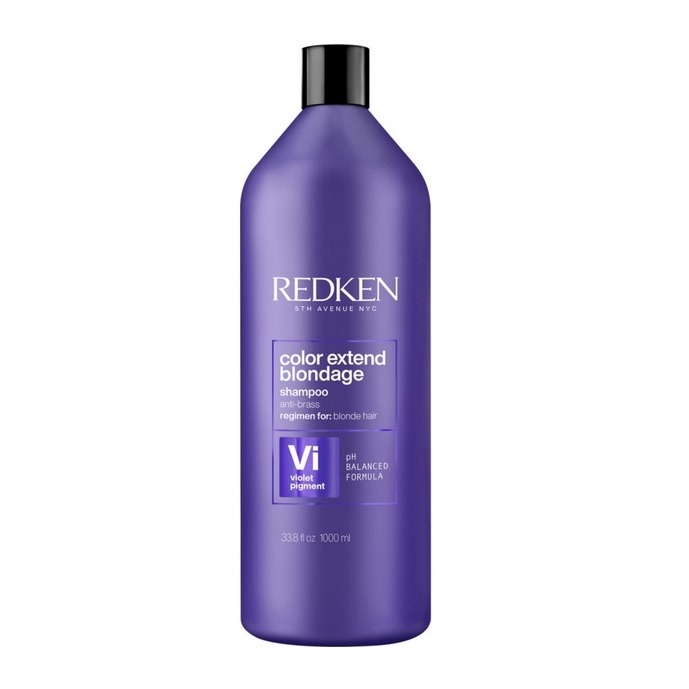 REDKEN
5TH AVENUE NYC
color extend
blondage
shampoo
anti-brass
regimen for: blonde hair
Vi
violet
pigment
pH
BALANCED
FORMULA
33.8 fl oz 1000 ml